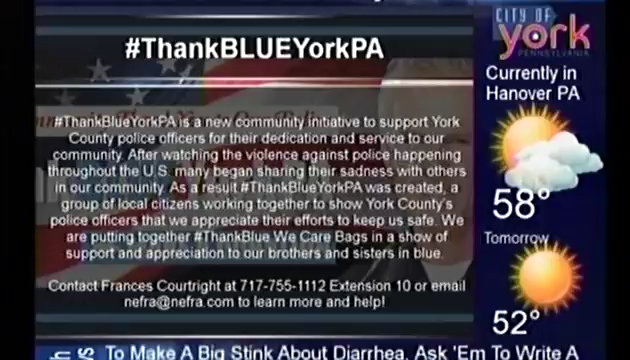 #ThankBLUEYorkPA
#ThankBlueYorkPA is a new community initiative to support York
County police officers for their dedication and service to our
community. After watching the violence against police happening
throughout the U.S. many began sharing their sadness with others
in our community. As a result #ThankBlueYorkPA was created, a
group of local citizens working together to show York County's
police officers that we appreciate their efforts to keep us safe. We
are putting together #ThankBlue We Care Bags in a show of
support and appreciation to our brothers and sisters in blue.
Contact Frances Courtright at 717-755-1112 Extension 10 or email
nefra@nefra.com to learn more and help!
CITY OF
york
PENNSYLVANIA
Currently in
Hanover PA
58°
Tomorrow
52°
To Make A Big Stink About Diarrhea, Ask 'Em To Write A